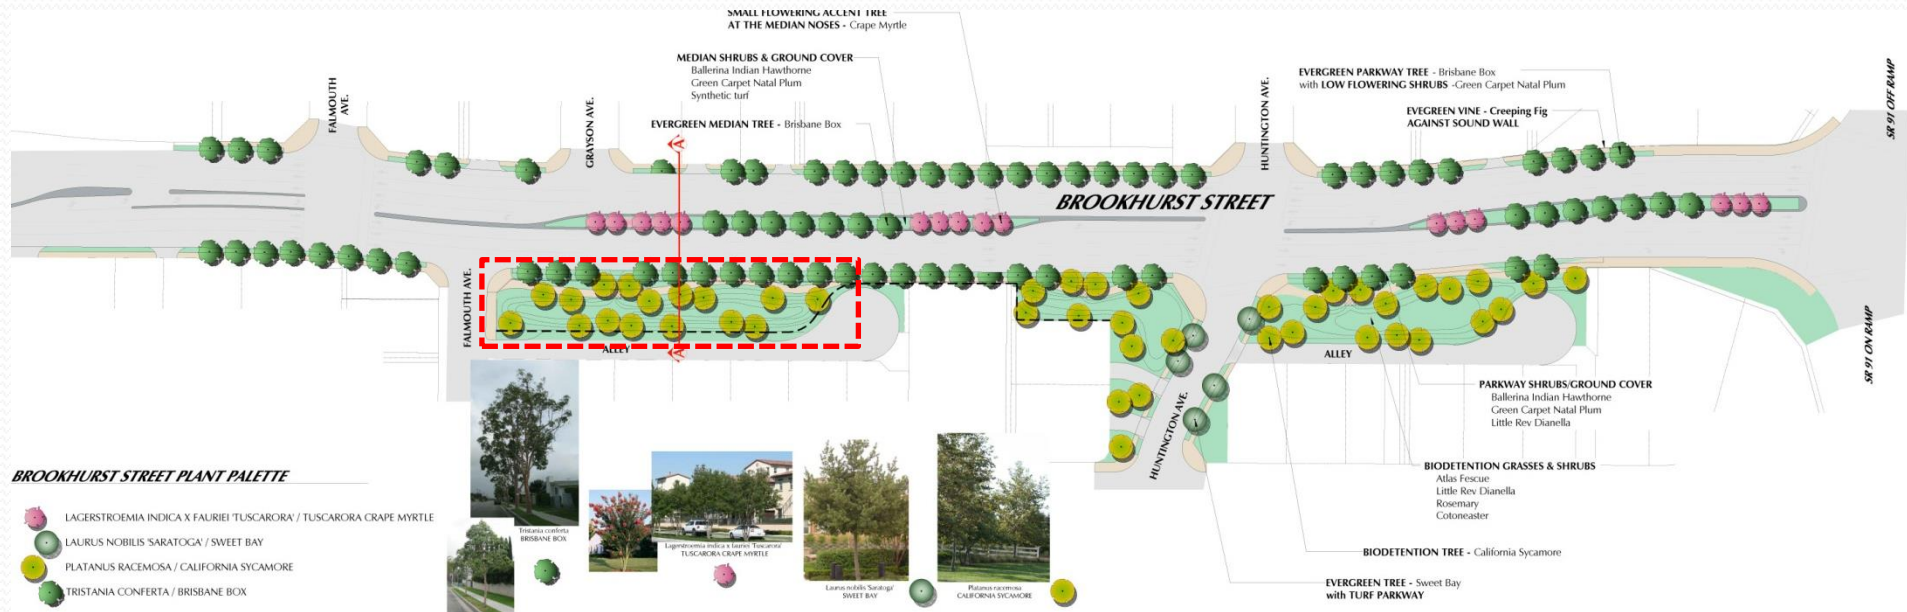 SMALL FLOWERING ACCENT TREE
AT THE MEDIAN NOSES - Crape Myrtle
MEDIAN SHRUBS & GROUND COVER
Ballerina Indian Hawthorne
Green Carpet Natal Plum
Synthetic turf
EVERGREEN MEDIAN TREE - Brisbane Box
EVERGREEN PARKWAY TREE - Brisbane Box
with LOW FLOWERING SHRUBS -Green Carpet Natal Plum
EVEGREEN VINE - Creeping Fig
AGAINST SOUND WALL
FALMOUTH
AVE.
GRAYSON AVE.
HUNTINGTON AVE.
SR 91 OFF RAMP
A
BROOKHURST STREET
FALMOUTH AVE.
ALLEY
A
ALLEY
HUNTINGTON AVE.
SR 91 ON RAMP
PARKWAY SHRUBS/GROUND COVER
Ballerina Indian Hawthorne
Green Carpet Natal Plum
Little Rev Dianella
BIODETENTION GRASSES & SHRUBS
Atlas Fescue
Little Rev Dianella
Rosemary
Cotoneaster
BIODETENTION TREE - California Sycamore
EVERGREEN TREE - Sweet Bay
with TURF PARKWAY
BROOKHURST STREET PLANT PALETTE
LAGERSTROEMIA INDICA X FAURIEI 'TUSCARORA' / TUSCARORA CRAPE MYRTLE
LAURUS NOBILIS 'SARATOGA' / SWEET BAY
PLATANUS RACEMOSA / CALIFORNIA SYCAMORE
TRISTANIA CONFERTA / BRISBANE BOX
Tristania conferta
BRISBANE BOX
Lagerstroemia indica x fauriei 'Tuscarora'
TUSCARORA CRAPE MYRTLE
Laurus nobilis 'Saratoga'
SWEET BAY
Platanus racemosa
CALIFORNIA SYCAMORE